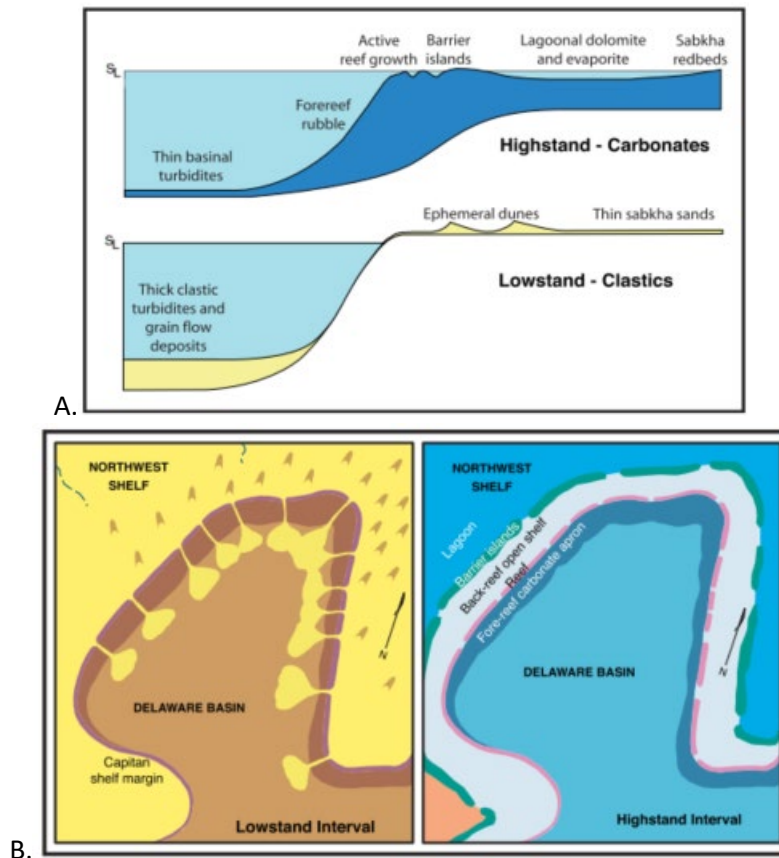 Active
reef growth
Barrier
islands
Lagoonal dolomite
and evaporite
Sabkha
redbeds
SL
Forereef
rubble
Thin basinal
turbidites
Highstand - Carbonates
Ephemeral dunes
Thin sabkha sands
SL
Lowstand - Clastics
Thick clastic
turbidites and
grain flow
deposits
A.
NORTHWEST
SHELF
N
DELAWARE BASIN
Capitan
shelf margin
Lowstand Interval
NORTHWEST
SHELF
Lagoon
Barrier islands
Back-reef open shelf
Reef
Fore-reef carbonate apron
N
DELAWARE BASIN
Highstand Interval
B.